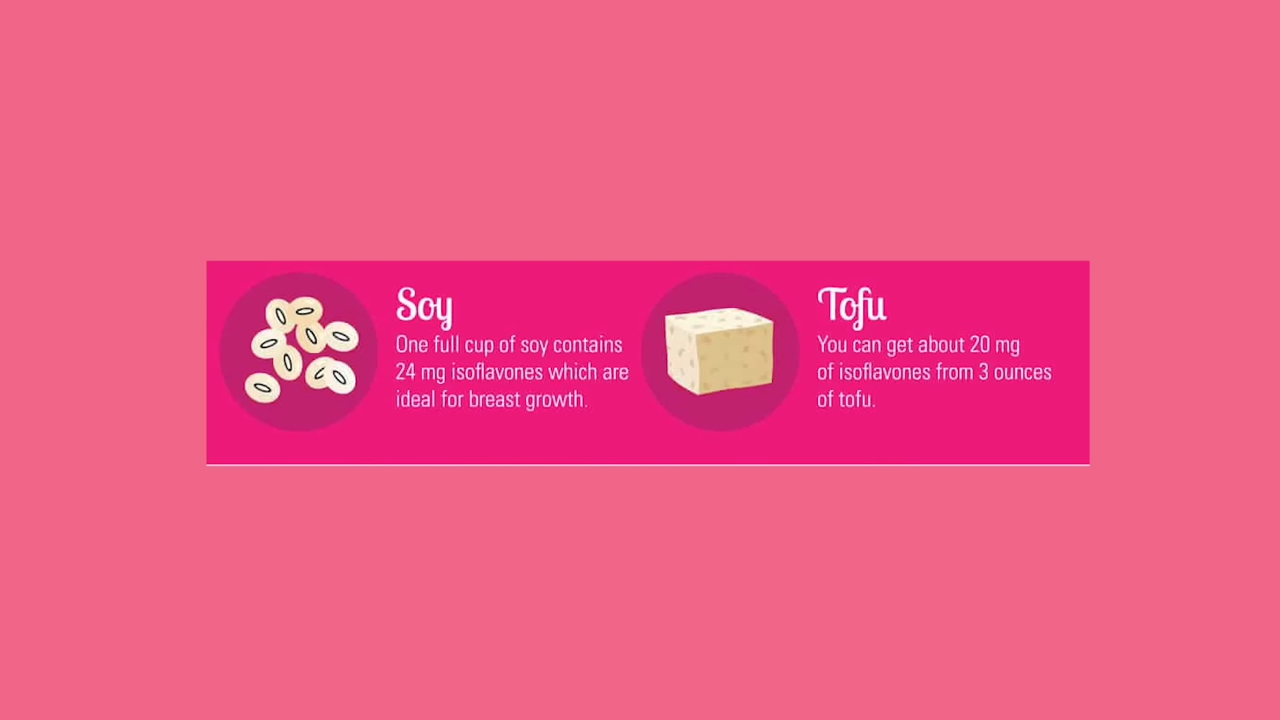 Soy
One full cup of soy contains
24 mg isoflavones which are
ideal for breast growth.
Tofu
You can get about 20 mg
of isoflavones from 3 ounces
of tofu.